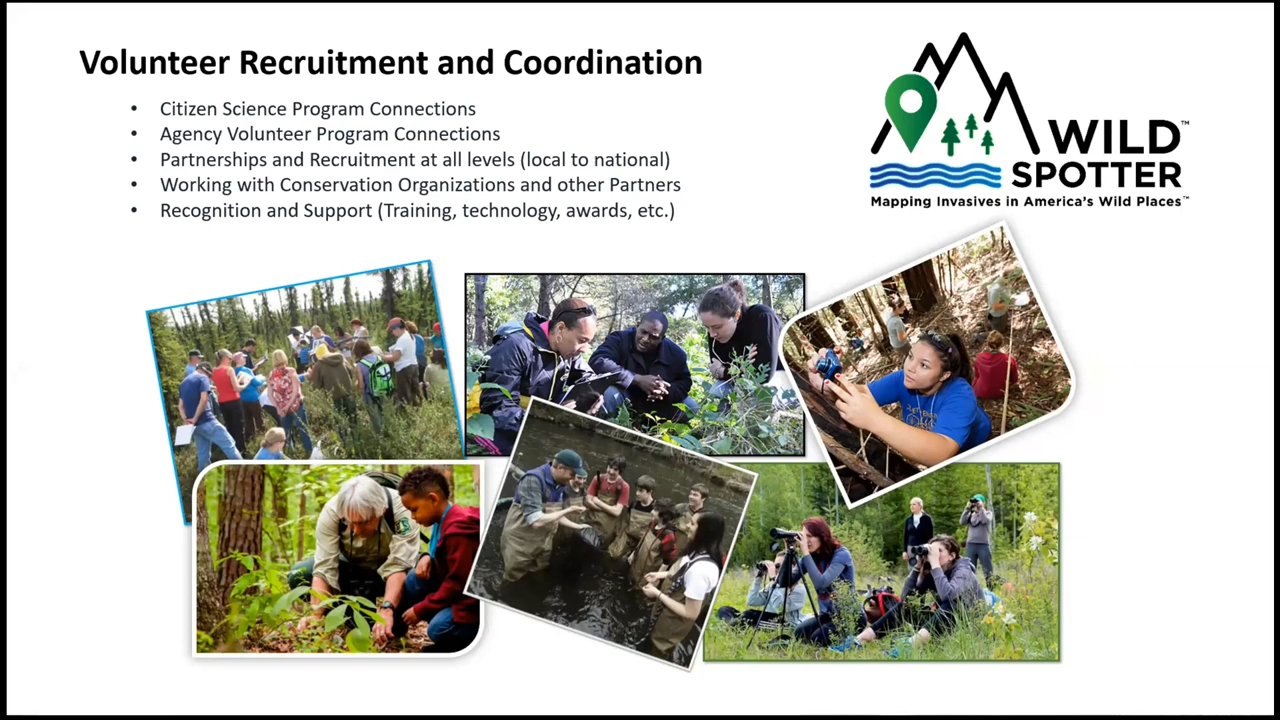 Volunteer Recruitment and Coordination
• Citizen Science Program Connections
• Agency Volunteer Program Connections
• Partnerships and Recruitment at all levels (local to national)
• Working with Conservation Organizations and other Partners
• Recognition and Support (Training, technology, awards, etc.)
WILD™
SPOTTER
Mapping Invasives in America's Wild Places™